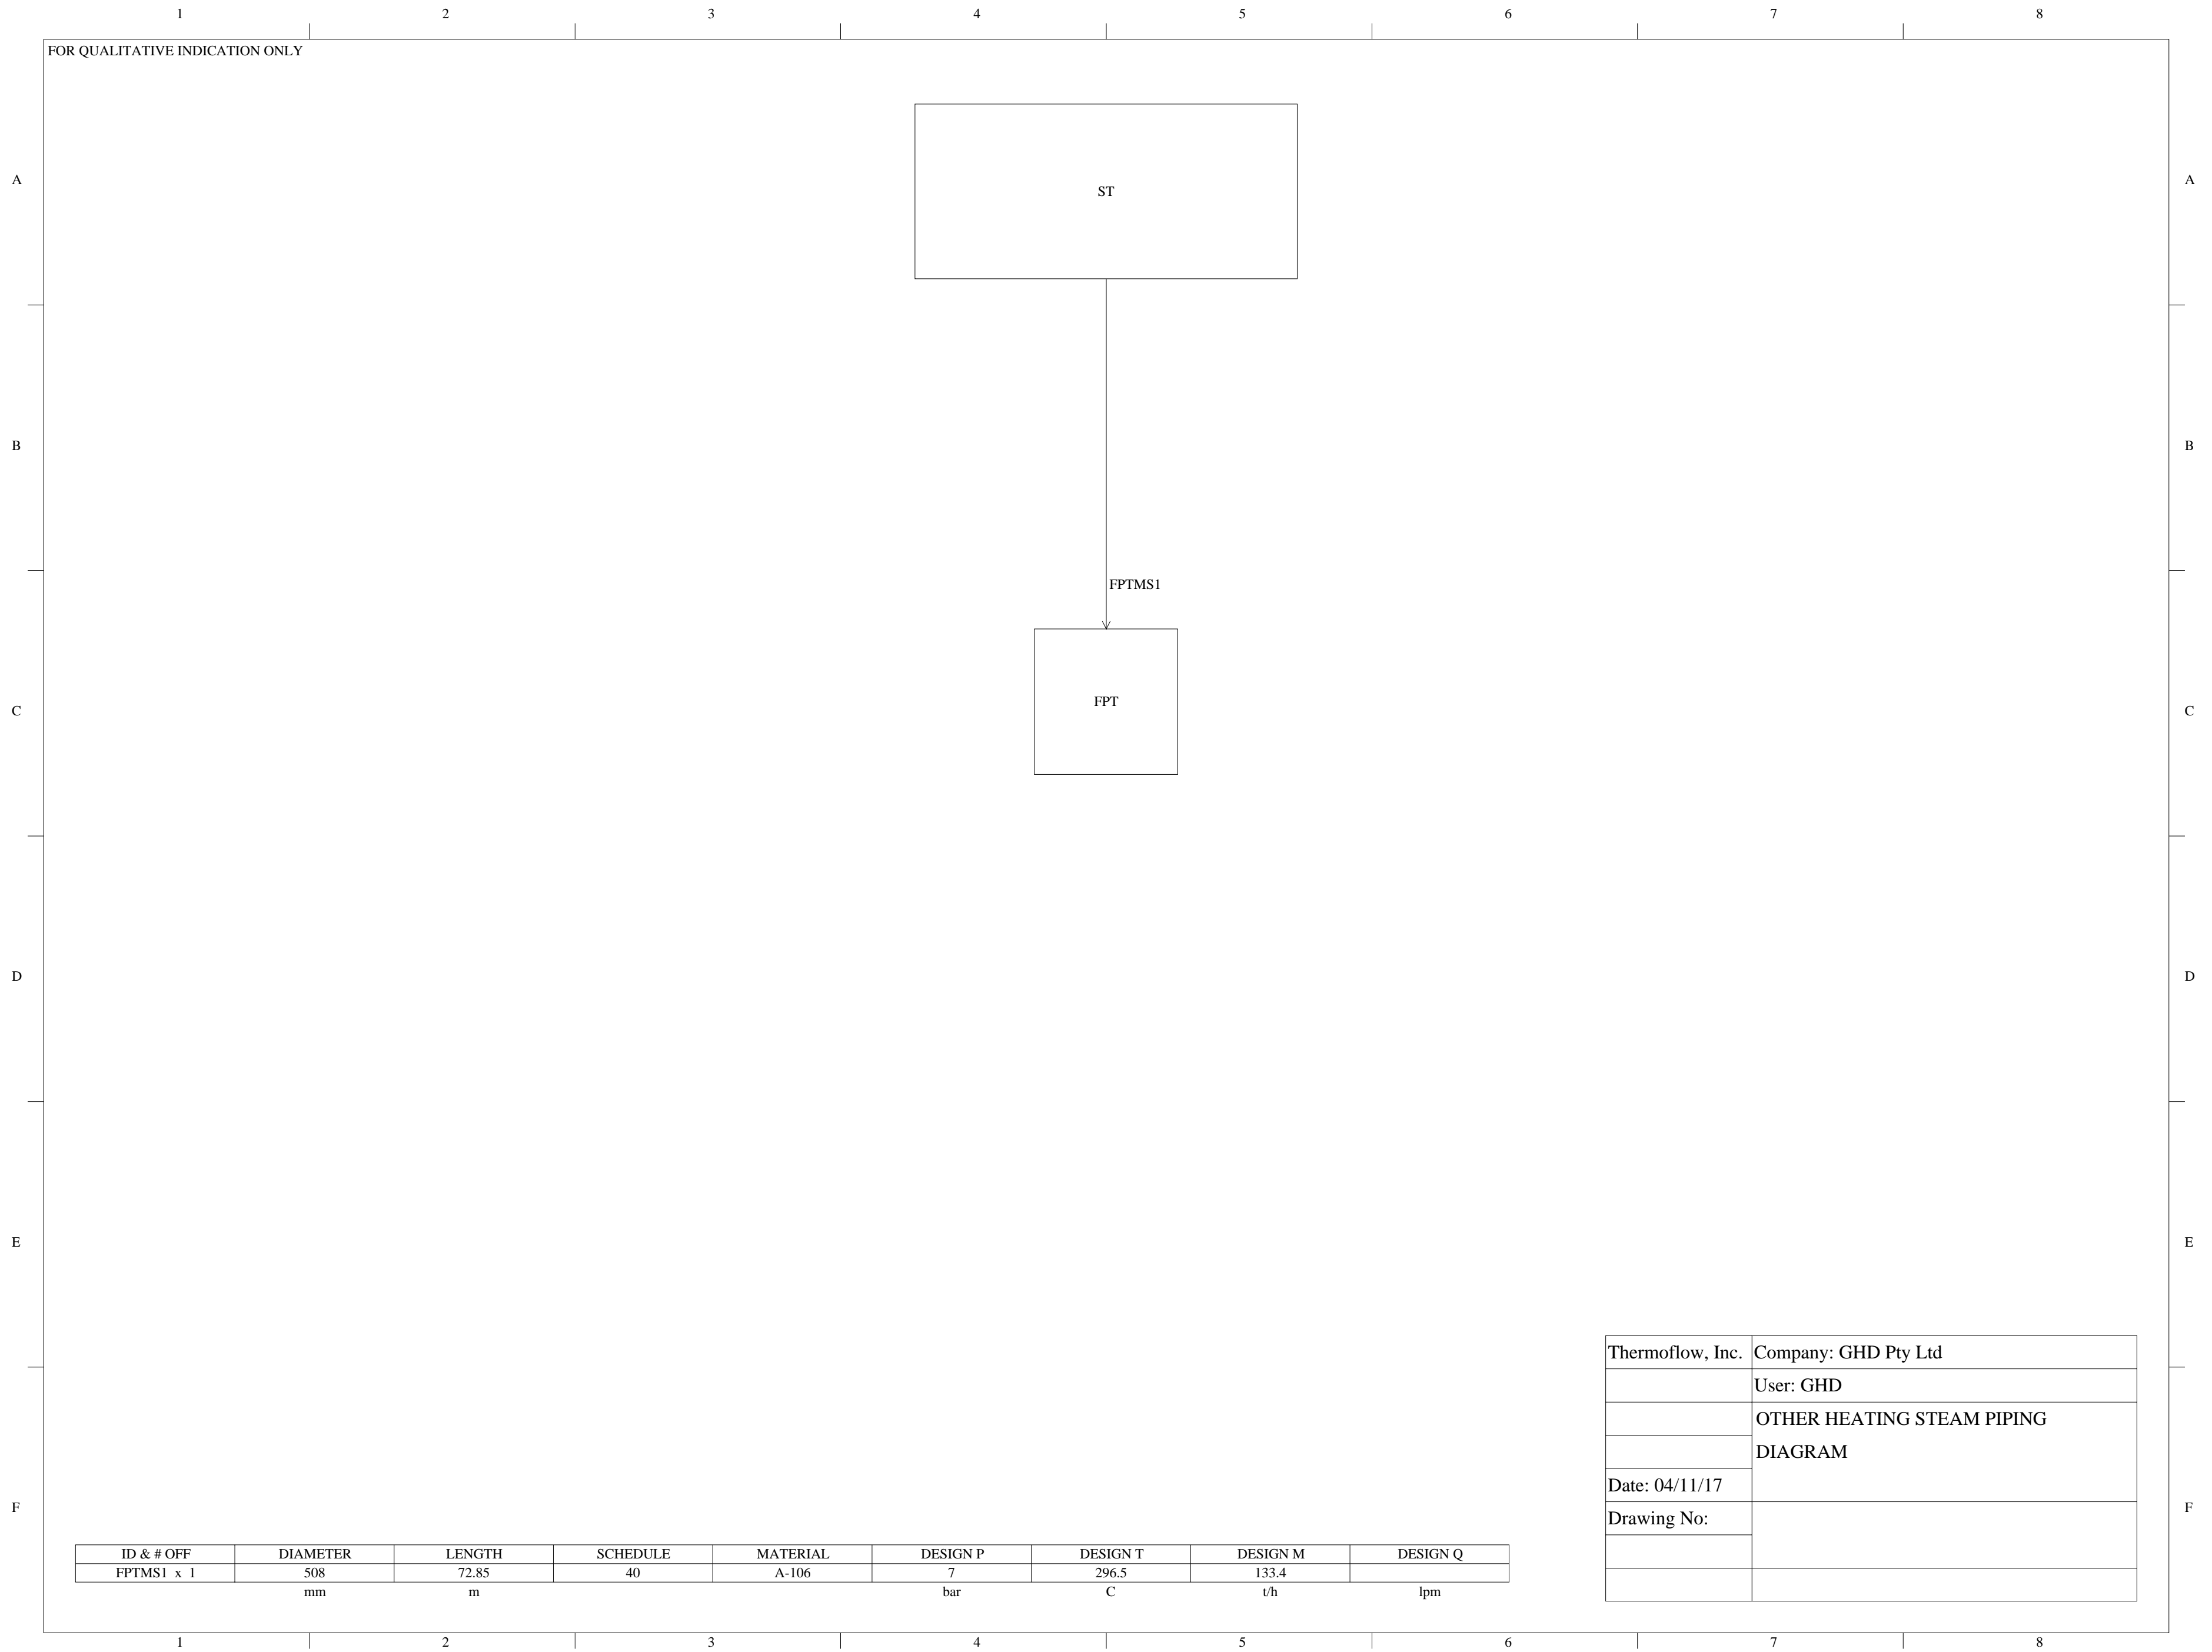 1 2 3 4 5 6 7 8
FOR QUALITATIVE INDICATION ONLY
A A
ST
B B
FPTMS1
C C
FPT
D D
E E
Thermoflow, Inc. Company: GHD Pty Ltd
User: GHD
OTHER HEATING STEAM PIPING
DIAGRAM
Date: 04/11/17
F F
Drawing No:
ID & # OFF DIAMETER LENGTH SCHEDULE MATERIAL DESIGN P DESIGN T DESIGN M DESIGN Q
FPTMS1 x 1 508 72.85 40 A-106 7 296.5 133.4
mm m bar C t/h lpm
1 2 3 4 5 6 7 8